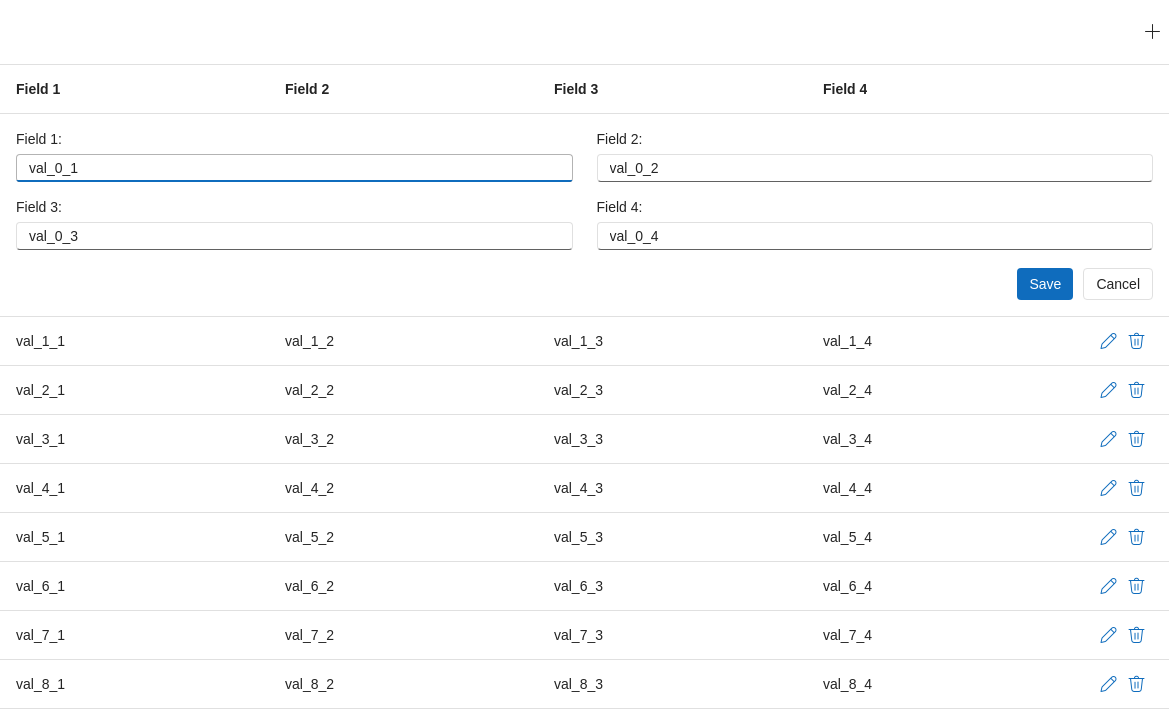 Field 1 Field 2 Field 3 Field 4
Field 1: Field 2:
val_0_1 val_0_2
Field 3: Field 4:
val_0_3 val_0_4
Save Cancel
val_1_1 val_1_2 val_1_3 val_1_4
val_2_1 val_2_2 val_2_3 val_2_4
val_3_1 val_3_2 val_3_3 val_3_4
val_4_1 val_4_2 val_4_3 val_4_4
val_5_1 val_5_2 val_5_3 val_5_4
val_6_1 val_6_2 val_6_3 val_6_4
val_7_1 val_7_2 val_7_3 val_7_4
val_8_1 val_8_2 val_8_3 val_8_4